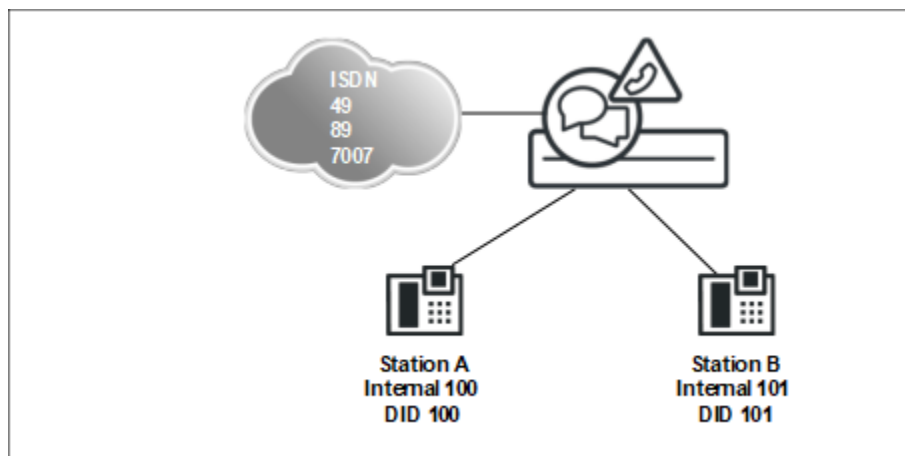 ISDN
49
89
7007
Station A
Internal 100
DID 100
Station B
Internal 101
DID 101